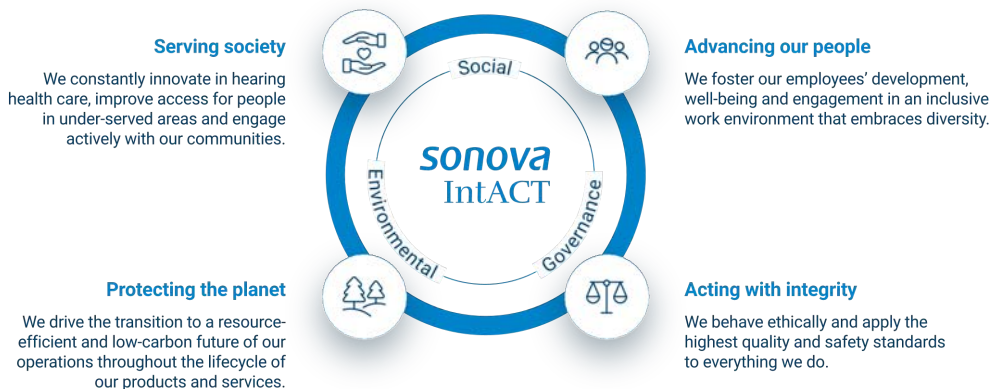 Serving society
We constantly innovate in hearing
health care, improve access for people
in under-served areas and engage
actively with our communities.
Social
Advancing our people
We foster our employees’ development,
well-being and engagement in an inclusive
work environment that embraces diversity.
sonova
IntACT
Environmental
Governance
Protecting the planet
We drive the transition to a resource-
efficient and low-carbon future of our
operations throughout the lifecycle of
our products and services.
Acting with integrity
We behave ethically and apply the
highest quality and safety standards
to everything we do.